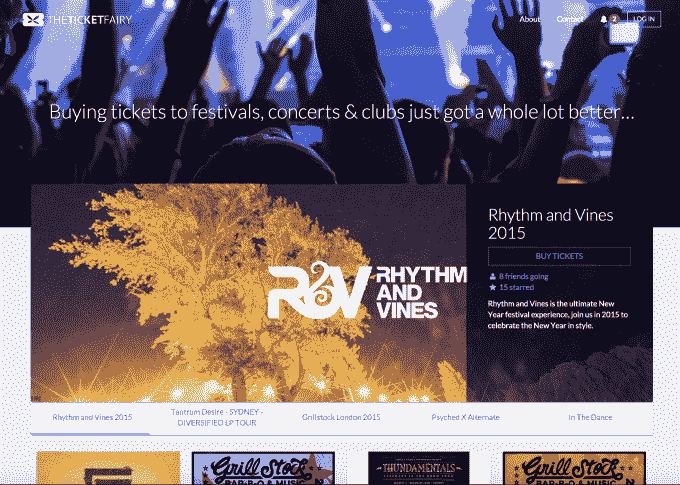 THETICKETFAIRY
About
Contact
2
LOG IN
Buying tickets to festivals, concerts & clubs just got a whole lot better...
RHYTHM
AND
VINES
Rhythm and Vines
2015
BUY TICKETS
8 friends going
15 starred
Rhythm and Vines is the ultimate New
Year festival experience, join us in 2015 to
celebrate the New Year in style.
Rhythm and Vines 2015
Tantrum Desire - SYDNEY -
DIVERSIFIED LP TOUR
Grillstock London 2015
Psyched X Alternate
In The Dance
Grill Stock
BAR-B-Q & MUSIC
THUNDAMENTALS
Grill Stock
BAR-B-Q & MUSIC